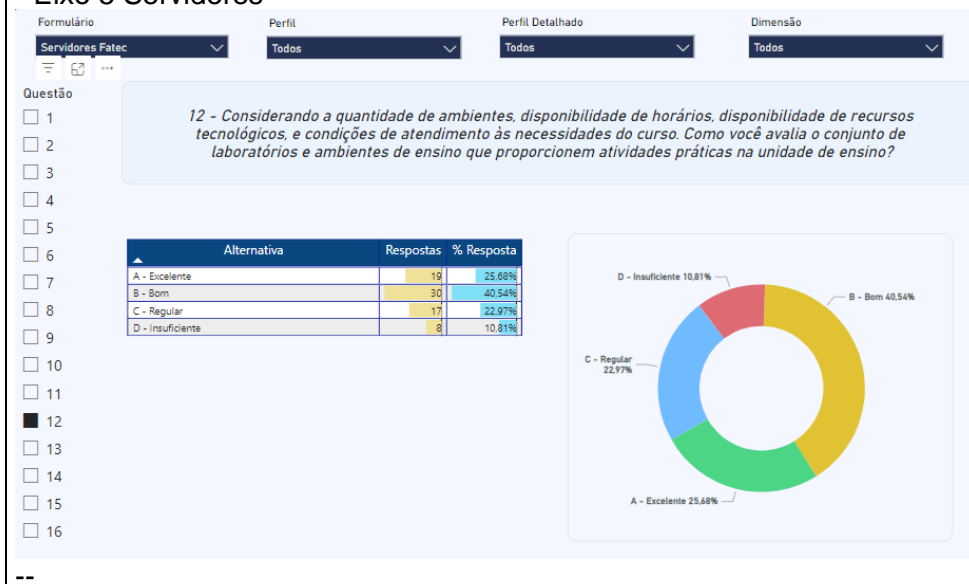 Eixo 5 Servidores
Formulário
Perfil
Perfil Detalhado
Dimensão
Servidores Fatec
Todos
Todos
Todos
Questão
1
2
3
4
5
6
7
8
9
10
11
12
13
14
15
16
12 - Considerando a quantidade de ambientes, disponibilidade de horários, disponibilidade de recursos
tecnológicos, e condições de atendimento às necessidades do curso. Como você avalia o conjunto de
laboratórios e ambientes de ensino que proporcionem atividades práticas na unidade de ensino?
Alternativa Respostas % Resposta
A - Excelente 19 25,68%
B - Bom 30 40,54%
C - Regular 17 22,97%
D - Insuficiente 8 10,81%
D - Insuficiente 10,81%
B - Bom 40,54%
C - Regular
22,97%
A - Excelente 25,68%
--